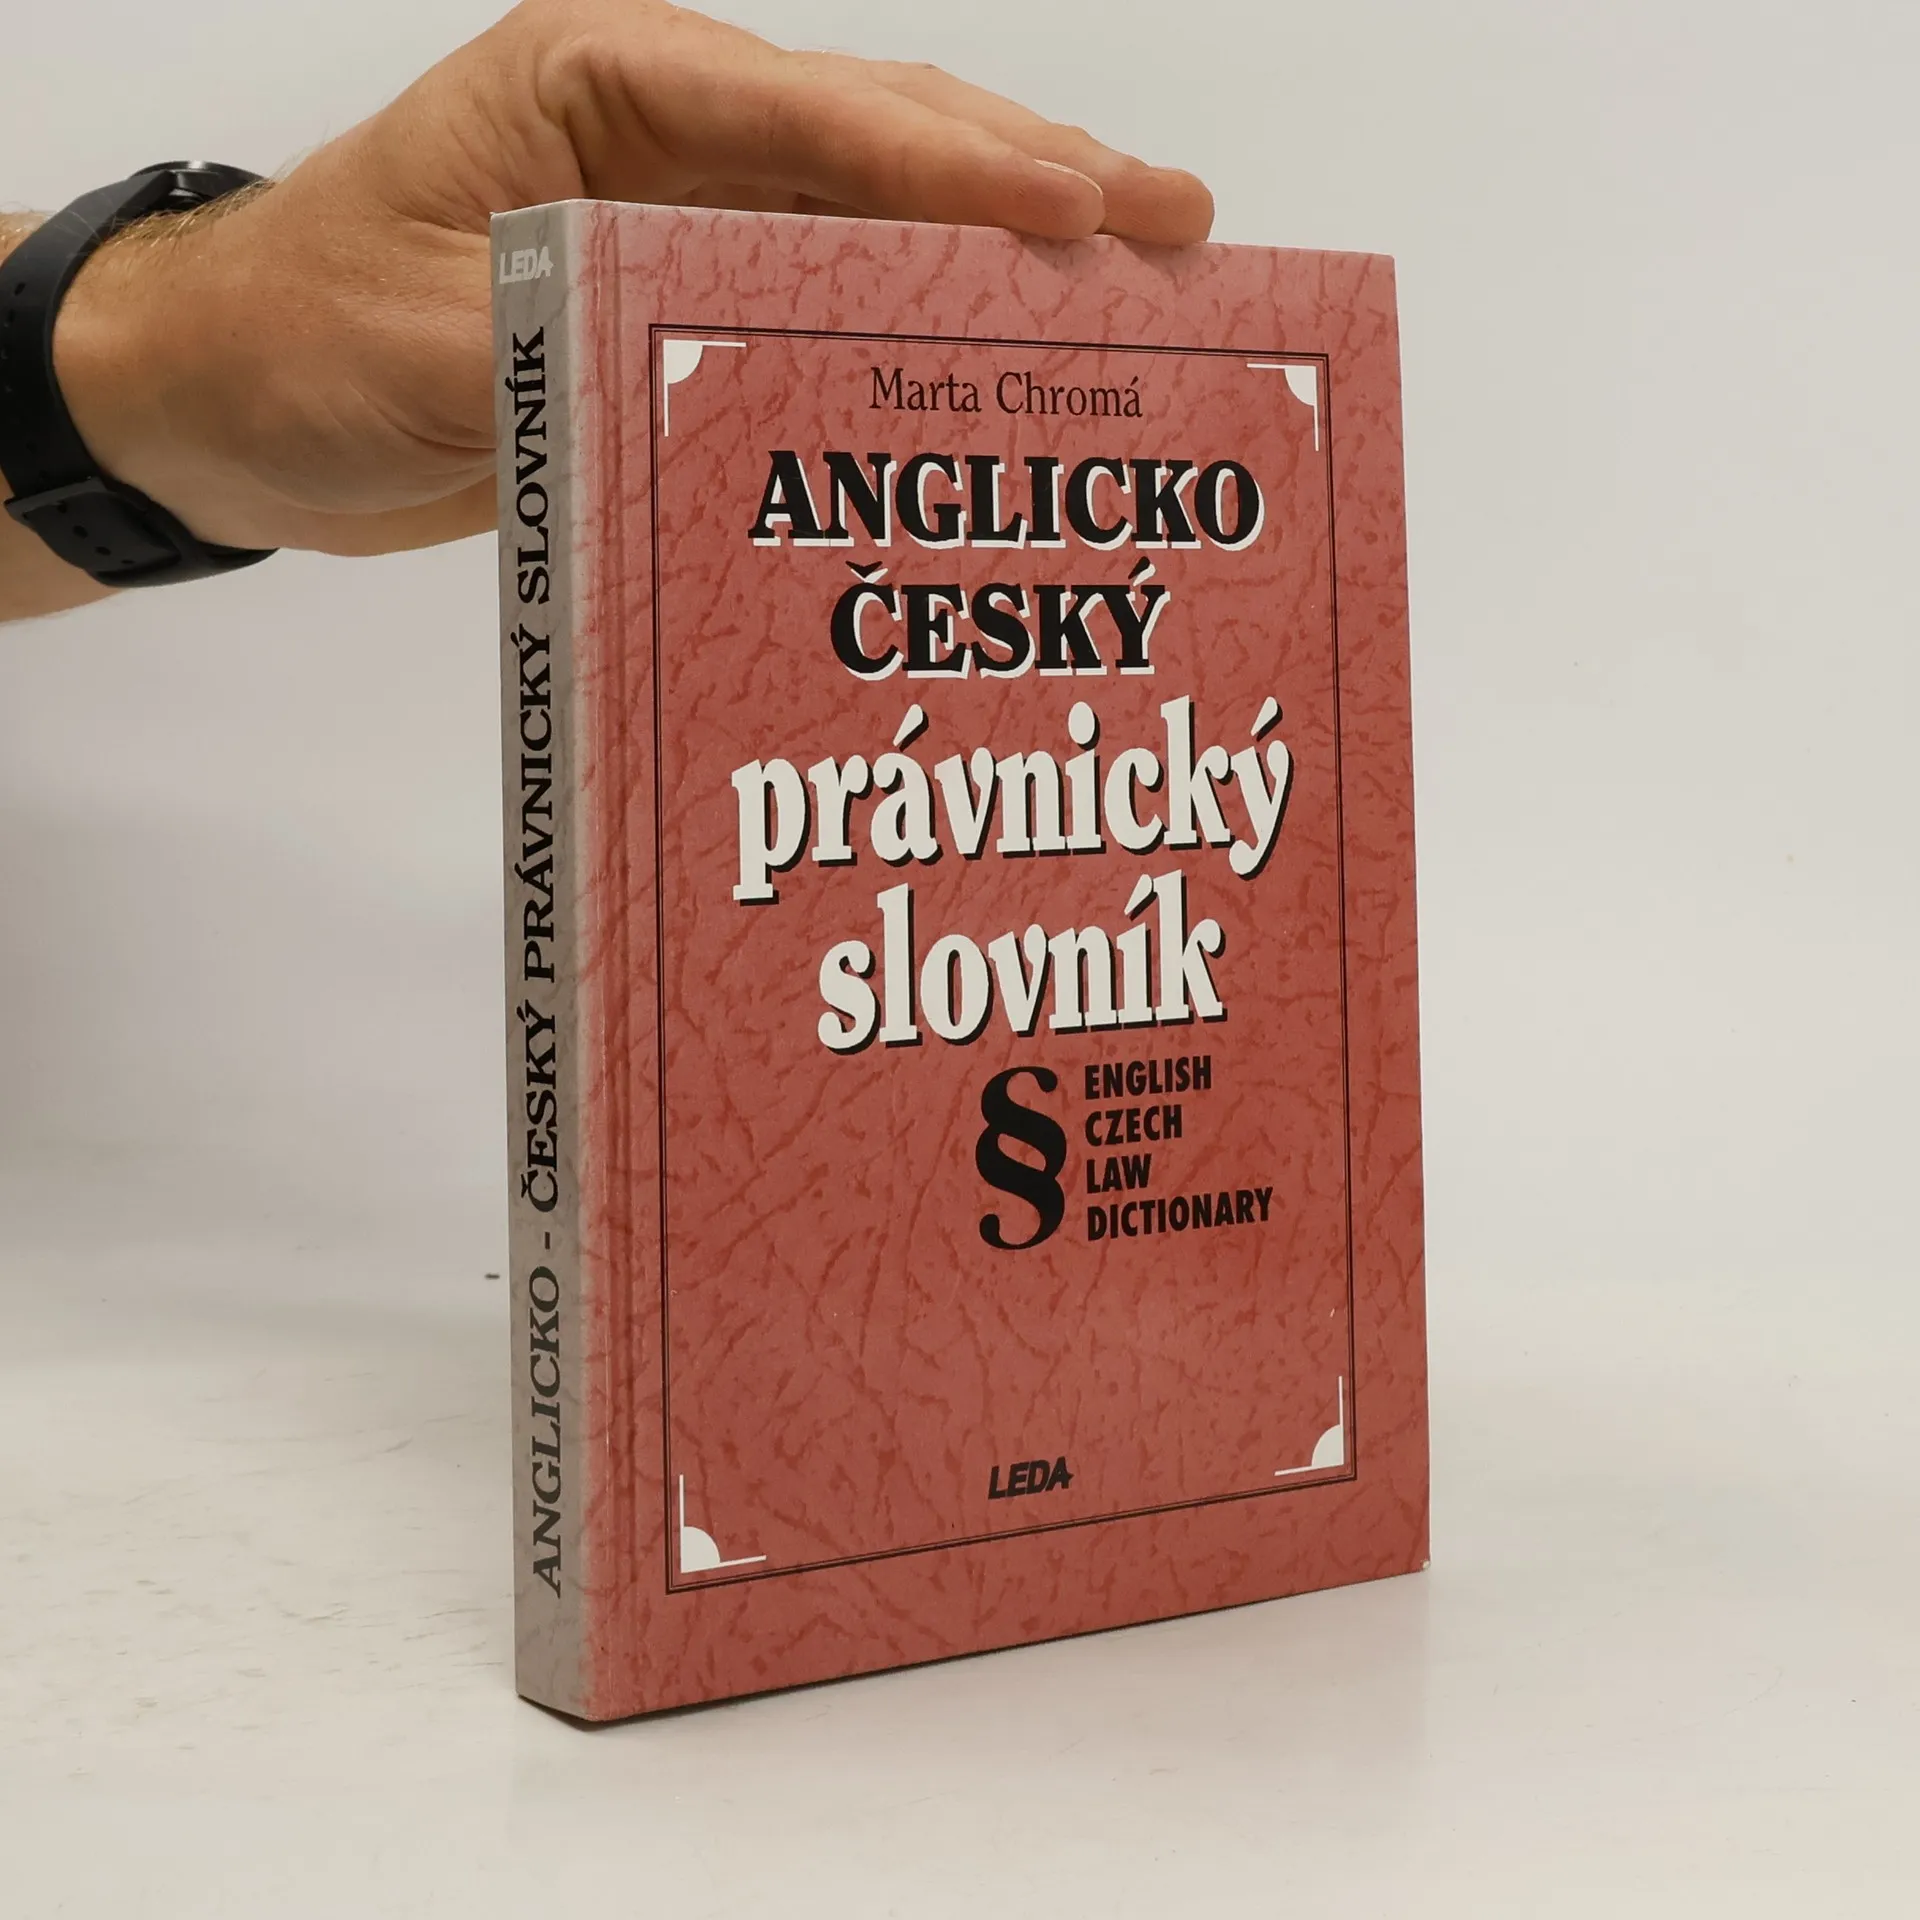 LEDA
ANGLICKO - ČESKÝ PRÁVNICKÝ SLOVNÍK
Marta Chromá
ANGLICKO
ČESKÝ
právnický
slovník
§
ENGLISH
CZECH
LAW
DICTIONARY
LEDA